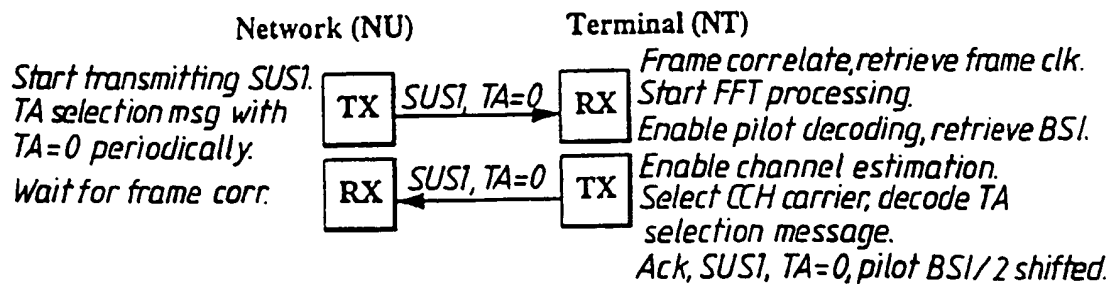 Network (NU)
Terminal (NT)
Start transmitting SUS1.
TA selection msg with
TA=0 periodically.
Wait for frame corr.
TX
SUS1, TA=0
RX
RX
SUS1, TA=0
TX
Frame correlate, retrieve frame clk.
Start FFT processing.
Enable pilot decoding, retrieve BSI.
Enable channel estimation.
Select CCH carrier, decode TA
selection message.
Ack, SUS1, TA=0, pilot BSI/2 shifted.